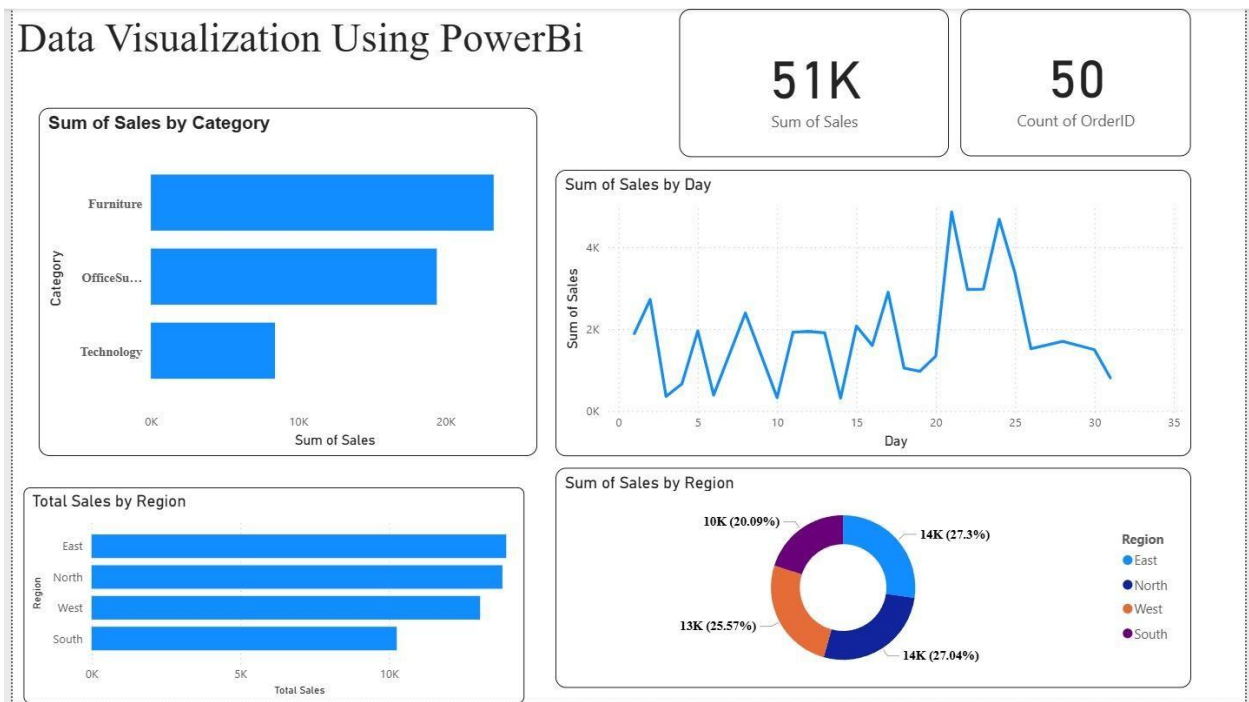 Data Visualization Using PowerBi
51K
Sum of Sales
50
Count of OrderID
Sum of Sales by Category
Category
Furniture
OfficeSu...
Technology
0K 10K 20K
Sum of Sales
Sum of Sales by Day
Sum of Sales
4K
2K
0K
0 5 10 15 20 25 30 35
Day
Total Sales by Region
Region
East
North
West
South
0K 5K 10K
Total Sales
Sum of Sales by Region
10K (20.09%)
14K (27.3%)
13K (25.57%)
14K (27.04%)
Region
East
North
West
South